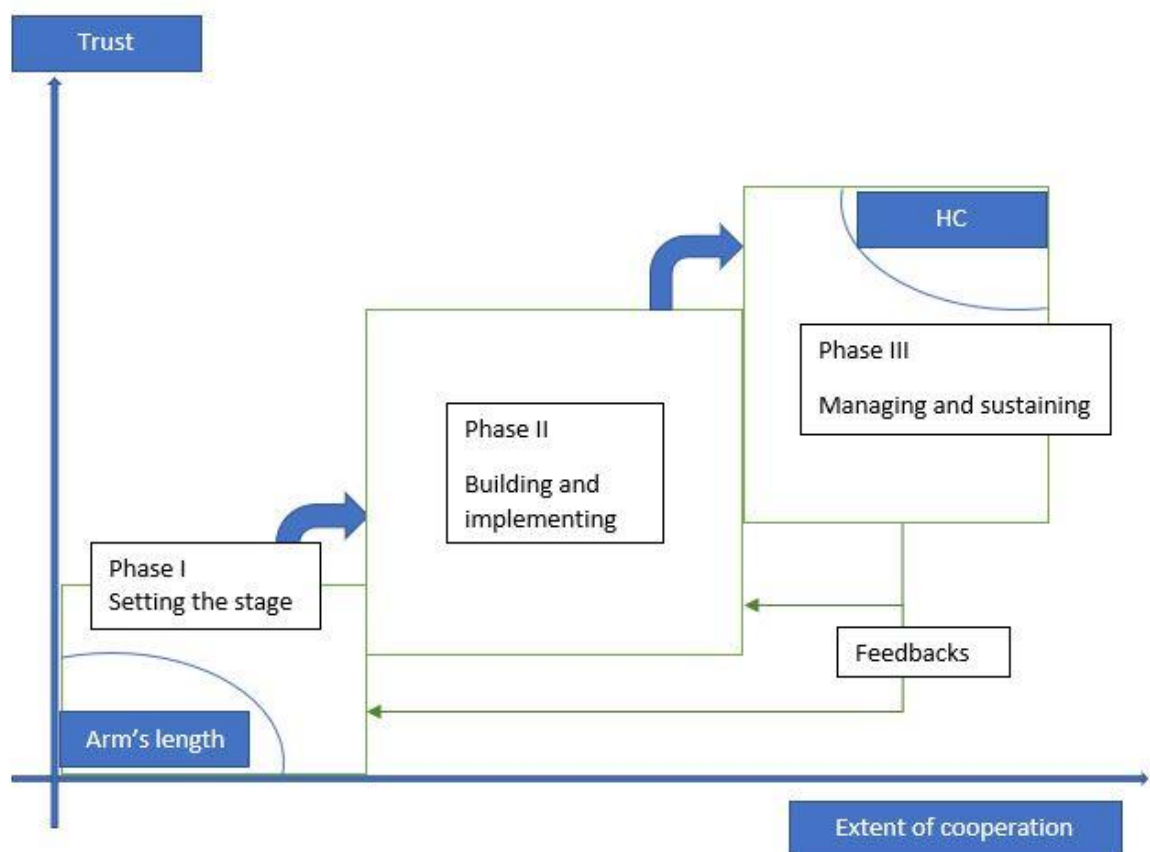 Trust
HC
Phase III
Managing and sustaining
Phase II
Building and
implementing
Phase I
Setting the stage
Feedbacks
Arm's length
Extent of cooperation